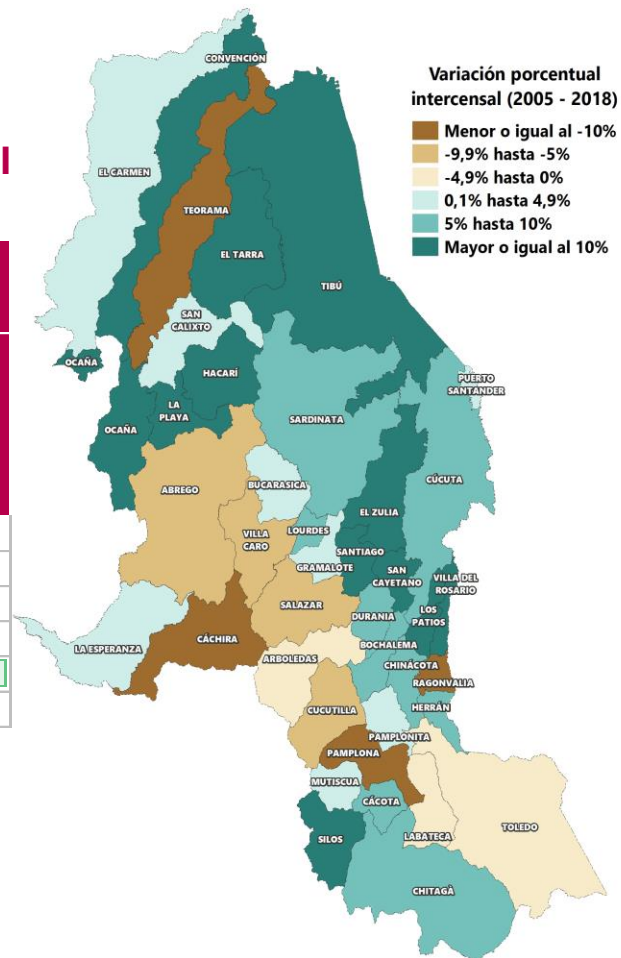 Variación porcentual
intercensal (2005 - 2018)
Menor o igual al -10%
-9,9% hasta -5%
-4,9% hasta 0%
0,1% hasta 4,9%
5% hasta 10%
Mayor o igual al 10%
CONVENCIÓN
EL CARMEN
TEORAMA
EL TARRA
TIBÚ
SAN
CALIXTO
OCAÑA
HACARÍ
PUERTO
SANTANDER
LA
PLAYA
OCAÑA
SARDINATA
CÚCUTA
ABREGO
BUCARASICA
EL ZULIA
VILLA
CARO
LOURDES
SANTIAGO
GRAMALOTE
SAN
CAYETANO
VILLA DEL
ROSARIO
SALAZAR
DURANIA
LOS
PATIOS
CÁCHIRA
LA ESPERANZA
BOCHALEMA
ARBOLEDAS
CHINÁCOTA
RAGONVALIA
CUCUTILLA
HERRÁN
PAMPLONITA
PAMPLONA
MUTISCUA
CÁCOTA
TOLEDO
SILOS
LABATECA
CHITAGÀ